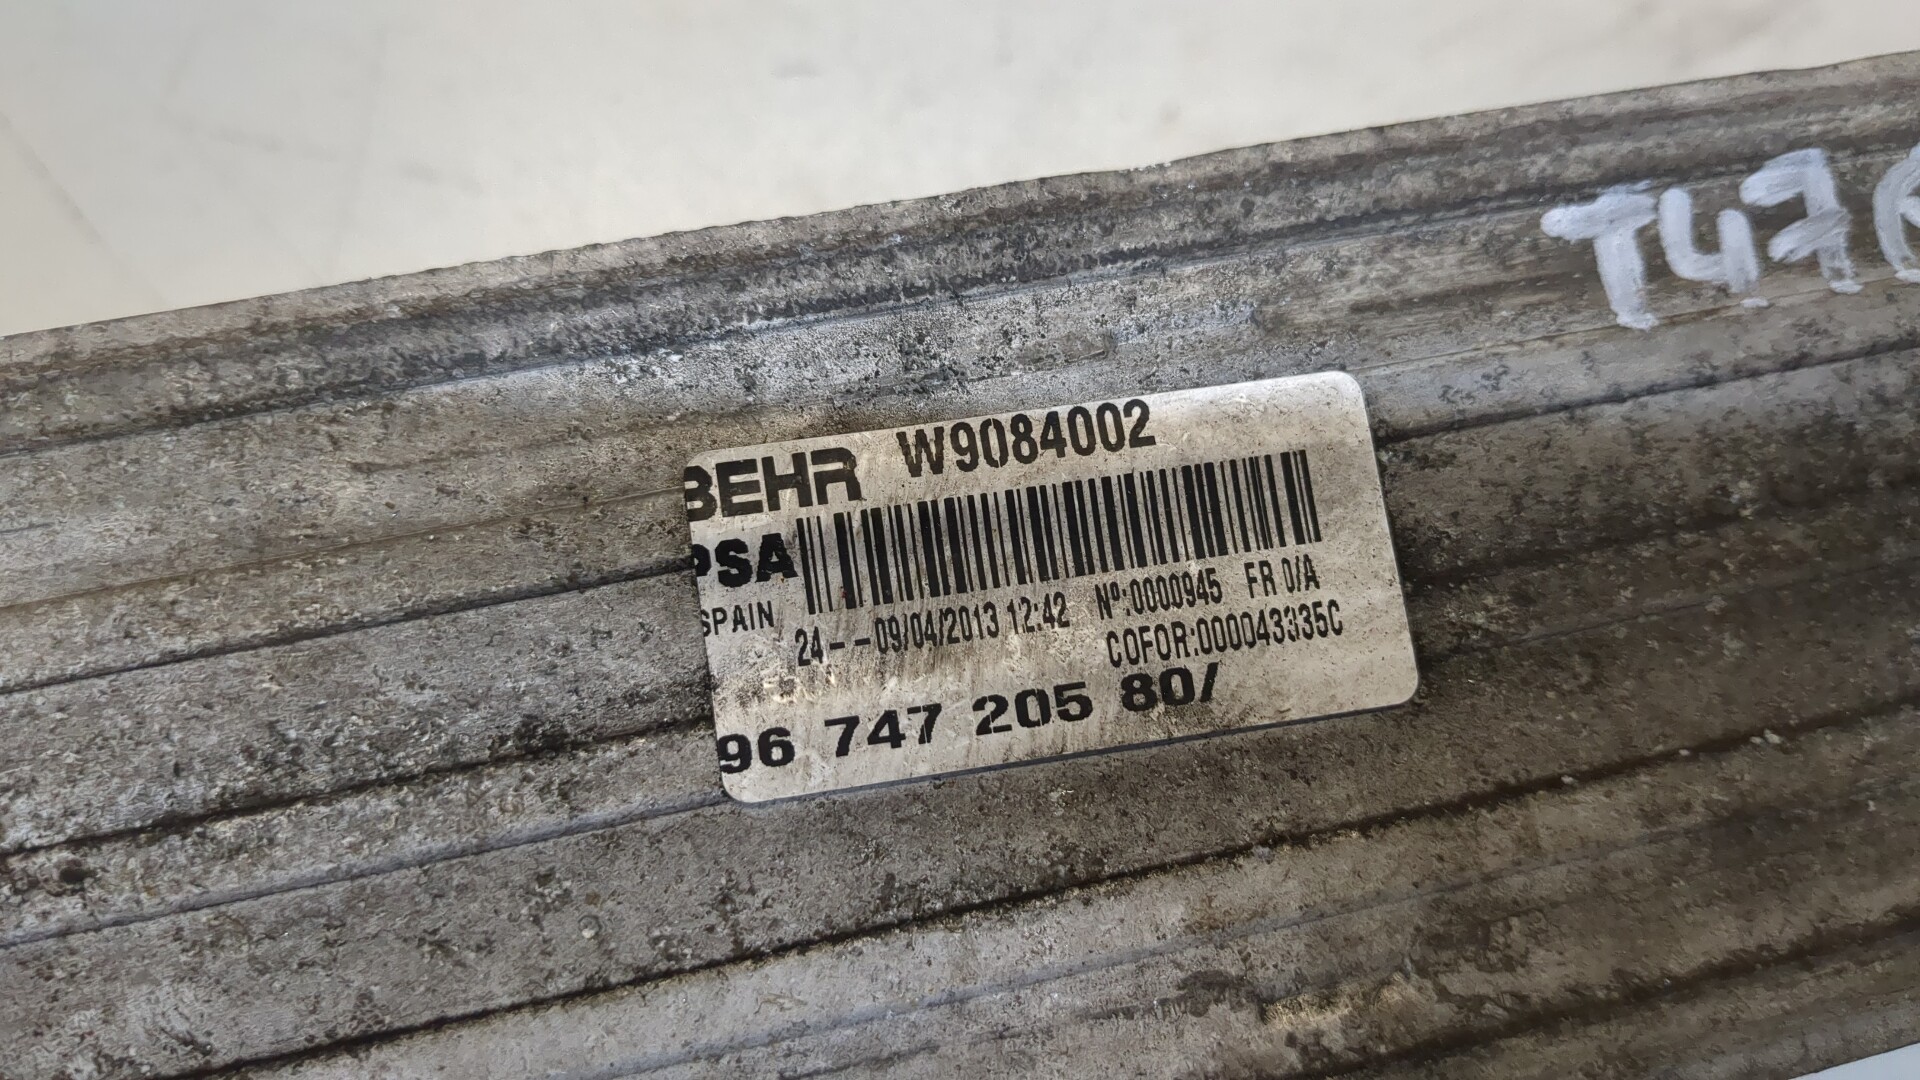 T47
BEHR W9084002
PSA
SPAIN
24--09/04/2013 12:42 Nº:0000945 FR 0/A
COFOR:000043335C
96 747 205 80/